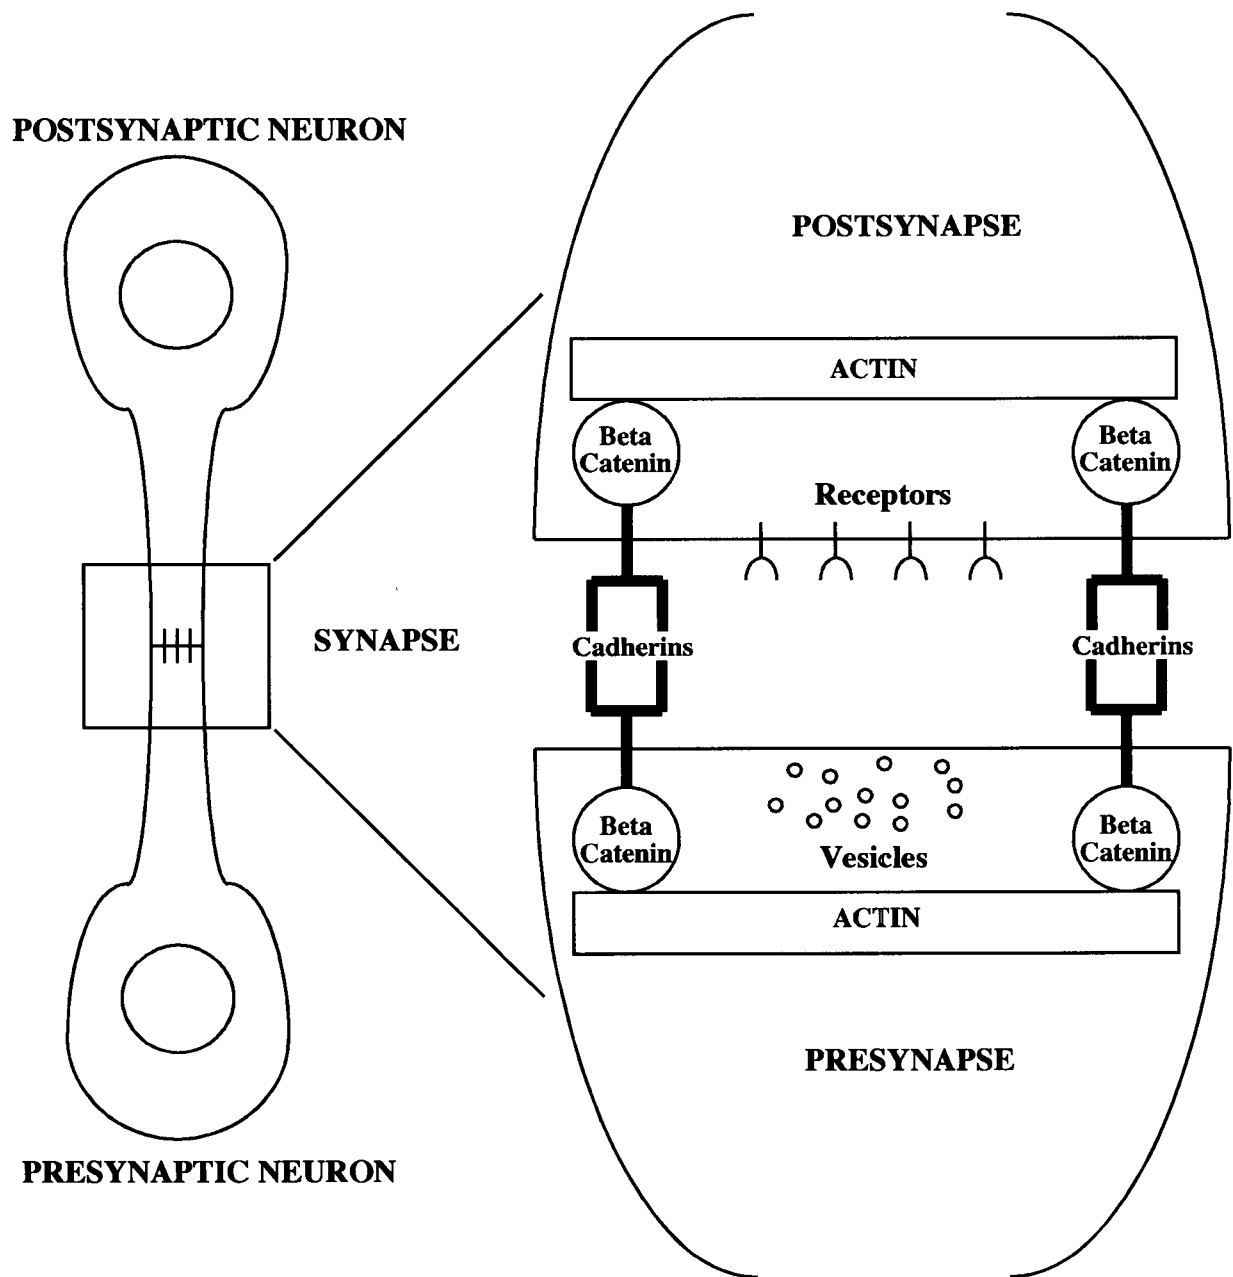 POSTSYNAPTIC NEURON
POSTSYNAPSE
ACTIN
Beta
Catenin
Beta
Catenin
Receptors
SYNAPSE
Cadherins
Cadherins
Beta
Catenin
Vesicles
Beta
Catenin
ACTIN
PRESYNAPSE
PRESYNAPTIC NEURON